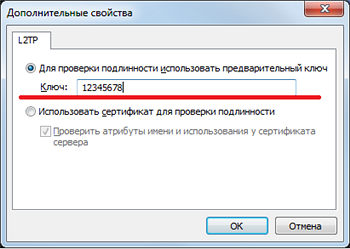 Дополнительные свойства
L2TP
Для проверки подлинности использовать предварительный ключ
Ключ: 12345678
Использовать сертификат для проверки подлинности
Проверить атрибуты имени и использования у сертификата
сервера
ОК Отмена